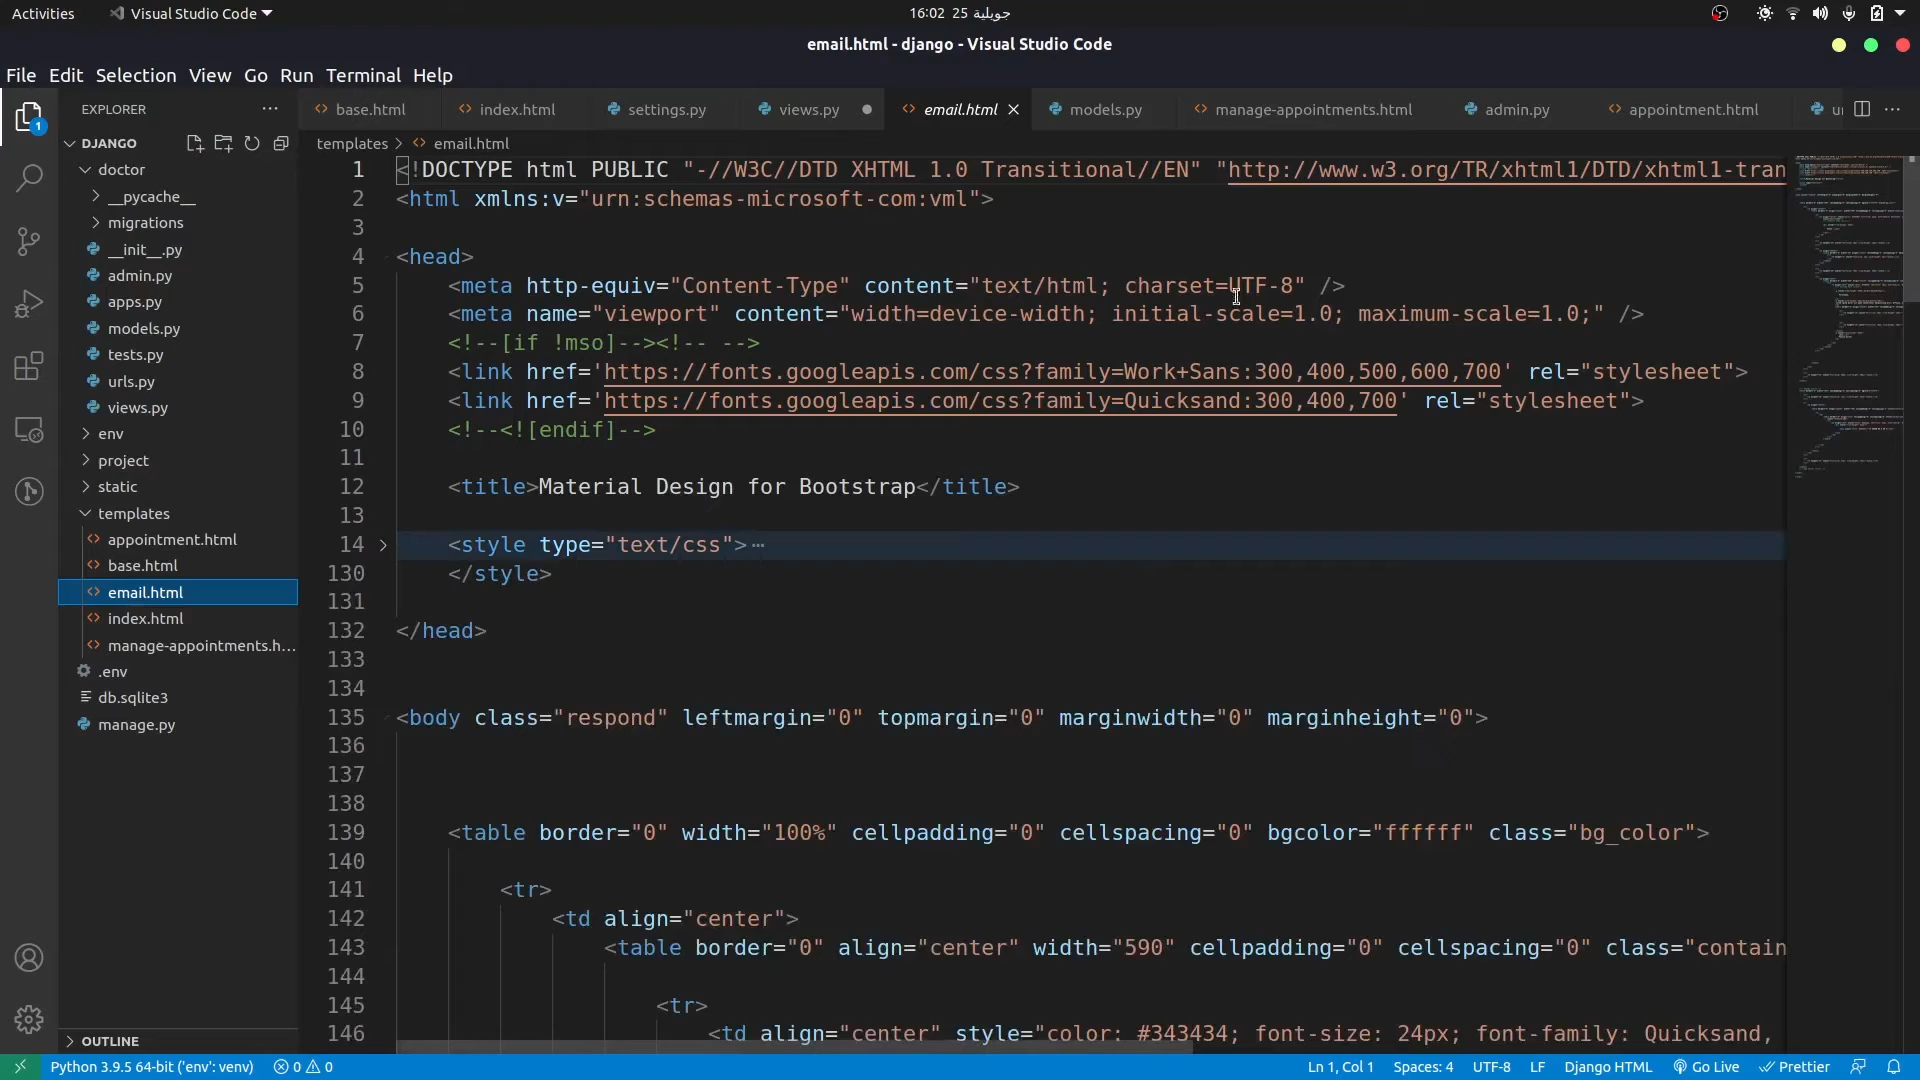 Activities
Visual Studio Code
16:02 25 جويلية
email.html - django - Visual Studio Code
File Edit Selection View Go Run Terminal Help
EXPLORER
base.html
index.html
settings.py
views.py
email.html
models.py
manage-appointments.html
admin.py
appointment.html
DJANGO
doctor
__pycache__
migrations
__init__.py
admin.py
apps.py
models.py
tests.py
urls.py
views.py
env
project
static
templates
appointment.html
base.html
email.html
index.html
manage-appointments.h...
.env
db.sqlite3
manage.py
OUTLINE
templates > email.html
1 <!DOCTYPE html PUBLIC "-//W3C//DTD XHTML 1.0 Transitional//EN" "http://www.w3.org/TR/xhtml1/DTD/xhtml1-tran
2 <html xmlns:v="urn:schemas-microsoft-com:vml">
3
4 <head>
5 <meta http-equiv="Content-Type" content="text/html; charset=UTF-8" />
6 <meta name="viewport" content="width=device-width; initial-scale=1.0; maximum-scale=1.0;" />
7 <!--[if !mso]--><!-- -->
8 <link href='https://fonts.googleapis.com/css?family=Work+Sans:300,400,500,600,700' rel="stylesheet">
9 <link href='https://fonts.googleapis.com/css?family=Quicksand:300,400,700' rel="stylesheet">
10 <!--<![endif]-->
11
12 <title>Material Design for Bootstrap</title>
13
14 <style type="text/css"> ⋯
130 </style>
131
132 </head>
133
134
135 <body class="respond" leftmargin="0" topmargin="0" marginwidth="0" marginheight="0">
136
137
138
139 <table border="0" width="100%" cellpadding="0" cellspacing="0" bgcolor="ffffff" class="bg_color">
140
141 <tr>
142 <td align="center">
143 <table border="0" align="center" width="590" cellpadding="0" cellspacing="0" class="contain
144
145 <tr>
146 <td align="center" style="color: #343434; font-size: 24px; font-family: Quicksand,
1
Python 3.9.5 64-bit ('env': venv) 0 0
Ln 1, Col 1 Spaces: 4 UTF-8 LF Django HTML Go Live Prettier